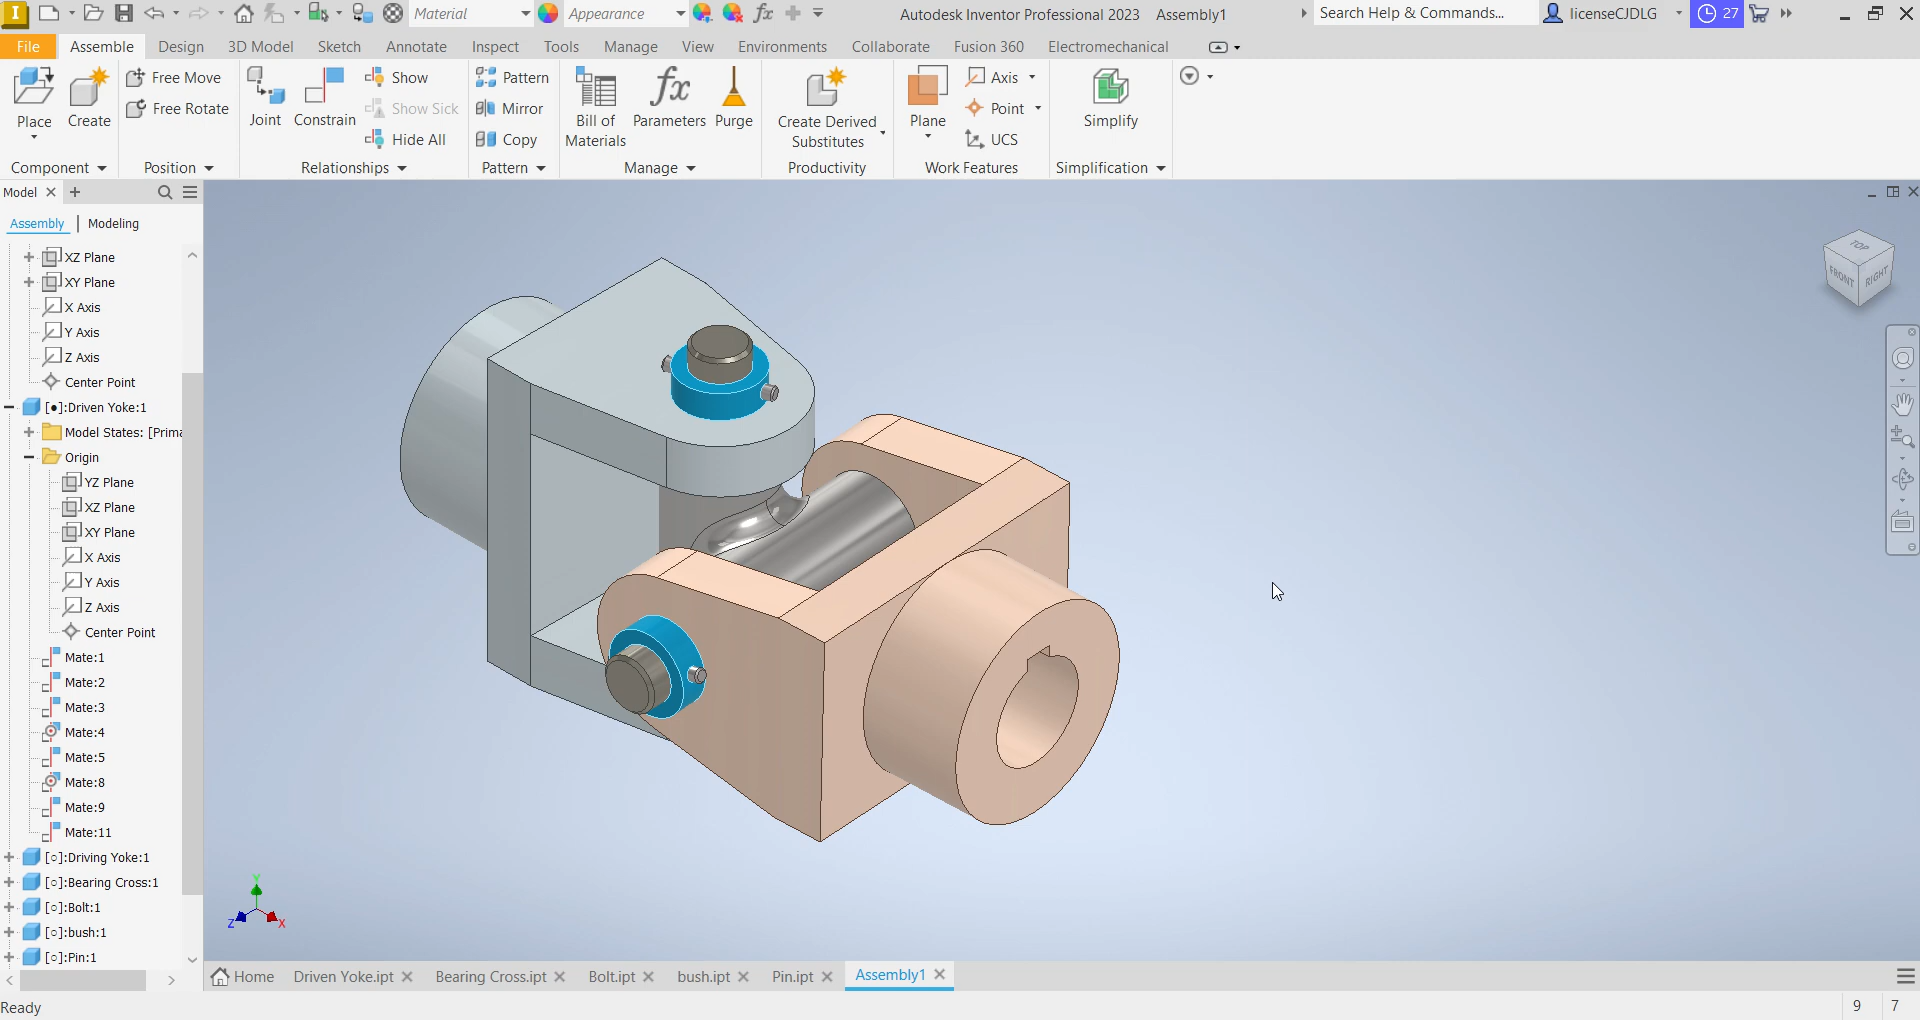 I Material Appearance fx Autodesk Inventor Professional 2023 Assembly1 Search Help & Commands... licenseCJDLG 27
File Assemble Design 3D Model Sketch Annotate Inspect Tools Manage View Environments Collaborate Fusion 360 Electromechanical
Place
Create
Free Move
Free Rotate
Joint
Constrain
Show
Show Sick
Hide All
Pattern
Mirror
Copy
Bill of
Materials
fx
Parameters
Purge
Create Derived
Substitutes
Plane
Axis
Point
UCS
Simplify
Component Position Relationships Pattern Manage Productivity Work Features Simplification
Model
Assembly | Modeling
XZ Plane
XY Plane
X Axis
Y Axis
Z Axis
Center Point
[●]:Driven Yoke:1
Model States: [Prima
Origin
YZ Plane
XZ Plane
XY Plane
X Axis
Y Axis
Z Axis
Center Point
Mate:1
Mate:2
Mate:3
Mate:4
Mate:5
Mate:8
Mate:9
Mate:11
[○]:Driving Yoke:1
[○]:Bearing Cross:1
[○]:Bolt:1
[○]:bush:1
[○]:Pin:1
TOP
FRONT RIGHT
Y
Z X
Home Driven Yoke.ipt Bearing Cross.ipt Bolt.ipt bush.ipt Pin.ipt Assembly1
Ready 9 7